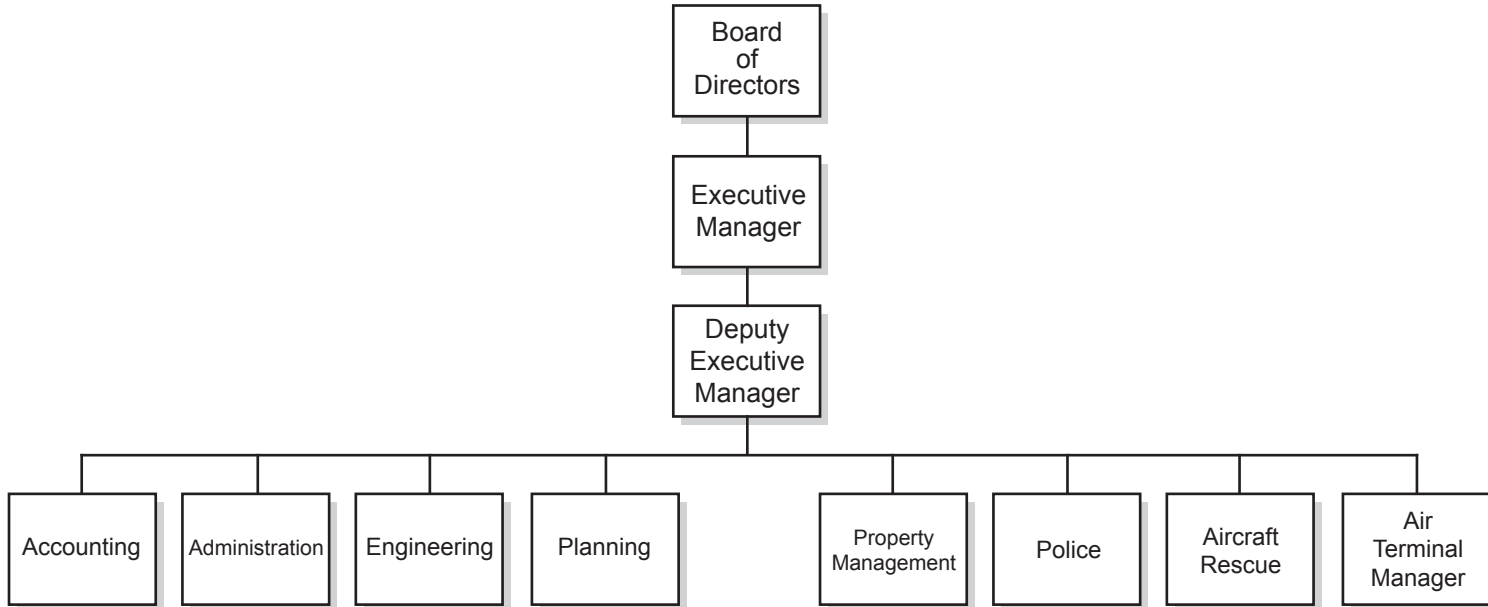 Board
of
Directors
Executive
Manager
Deputy
Executive
Manager
Accounting
Administration
Engineering
Planning
Property
Management
Police
Aircraft
Rescue
Air
Terminal
Manager